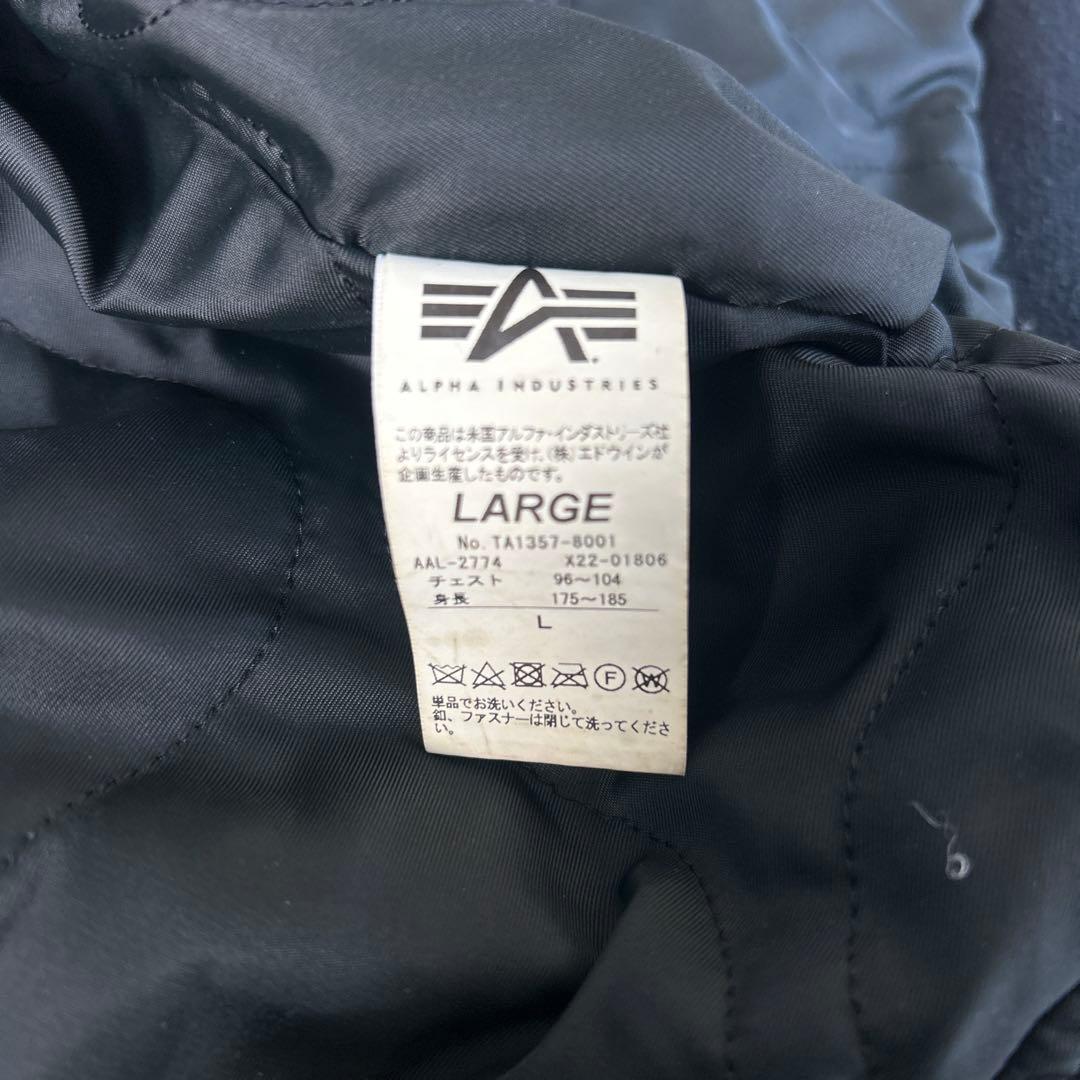 ALPHA INDUSTRIES
この商品は米国アルファ・インダストリーズ社
よりライセンスを受け、(株)エドウインが
企画生産したものです。
LARGE
No. TA1357-8001
AAL-2774 X22-01806
チェスト 96〜104
身長 175〜185
L
F W
単品でお洗いください。
釦、ファスナーは閉じて洗ってくださ
い。